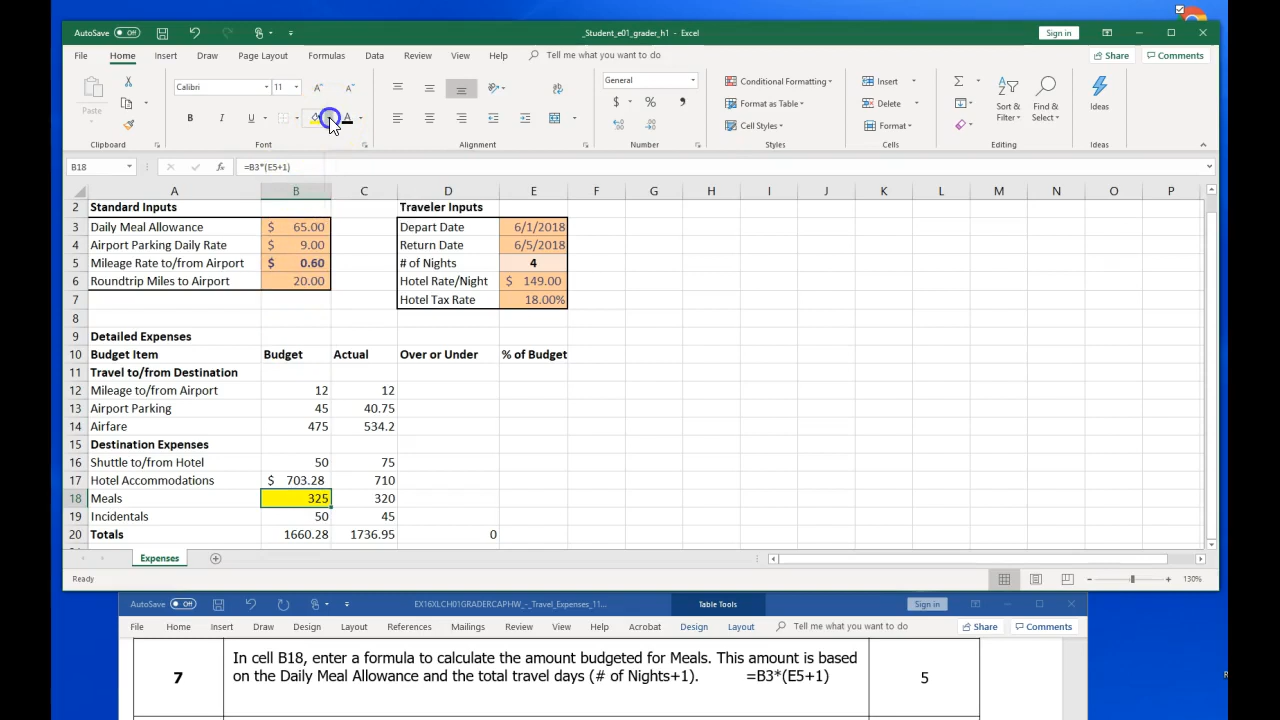 AutoSave Off _Student_e01_grader_h1 - Excel Sign in
File Home Insert Draw Page Layout Formulas Data Review View Help Tell me what you want to do Share Comments
Paste Calibri 11 General Conditional Formatting Format as Table Cell Styles Insert Delete Format Sort & Filter Find & Select Ideas
B I U $ % ,
Clipboard Font Alignment Number Styles Cells Editing Ideas
B18 fx =B3*(E5+1)
A B C D E F G H I J K L M N O P
2 Standard Inputs Traveler Inputs
3 Daily Meal Allowance $ 65.00 Depart Date 6/1/2018
4 Airport Parking Daily Rate $ 9.00 Return Date 6/5/2018
5 Mileage Rate to/from Airport $ 0.60 # of Nights 4
6 Roundtrip Miles to Airport 20.00 Hotel Rate/Night $ 149.00
7 Hotel Tax Rate 18.00%
8
9 Detailed Expenses
10 Budget Item Budget Actual Over or Under % of Budget
11 Travel to/from Destination
12 Mileage to/from Airport 12 12
13 Airport Parking 45 40.75
14 Airfare 475 534.2
15 Destination Expenses
16 Shuttle to/from Hotel 50 75
17 Hotel Accommodations $ 703.28 710
18 Meals 325 320
19 Incidentals 50 45
20 Totals 1660.28 1736.95 0
Expenses
Ready 130%
AutoSave Off EX16XLCH01GRADERCAPHW_-_Travel_Expenses_11... Table Tools Sign in
File Home Insert Draw Design Layout References Mailings Review View Help Acrobat Design Layout Tell me what you want to do Share Comments
7 In cell B18, enter a formula to calculate the amount budgeted for Meals. This amount is based 5
on the Daily Meal Allowance and the total travel days (# of Nights+1). =B3*(E5+1)